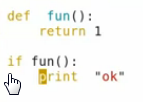 def fun():
    return 1
if fun():
    print "ok"